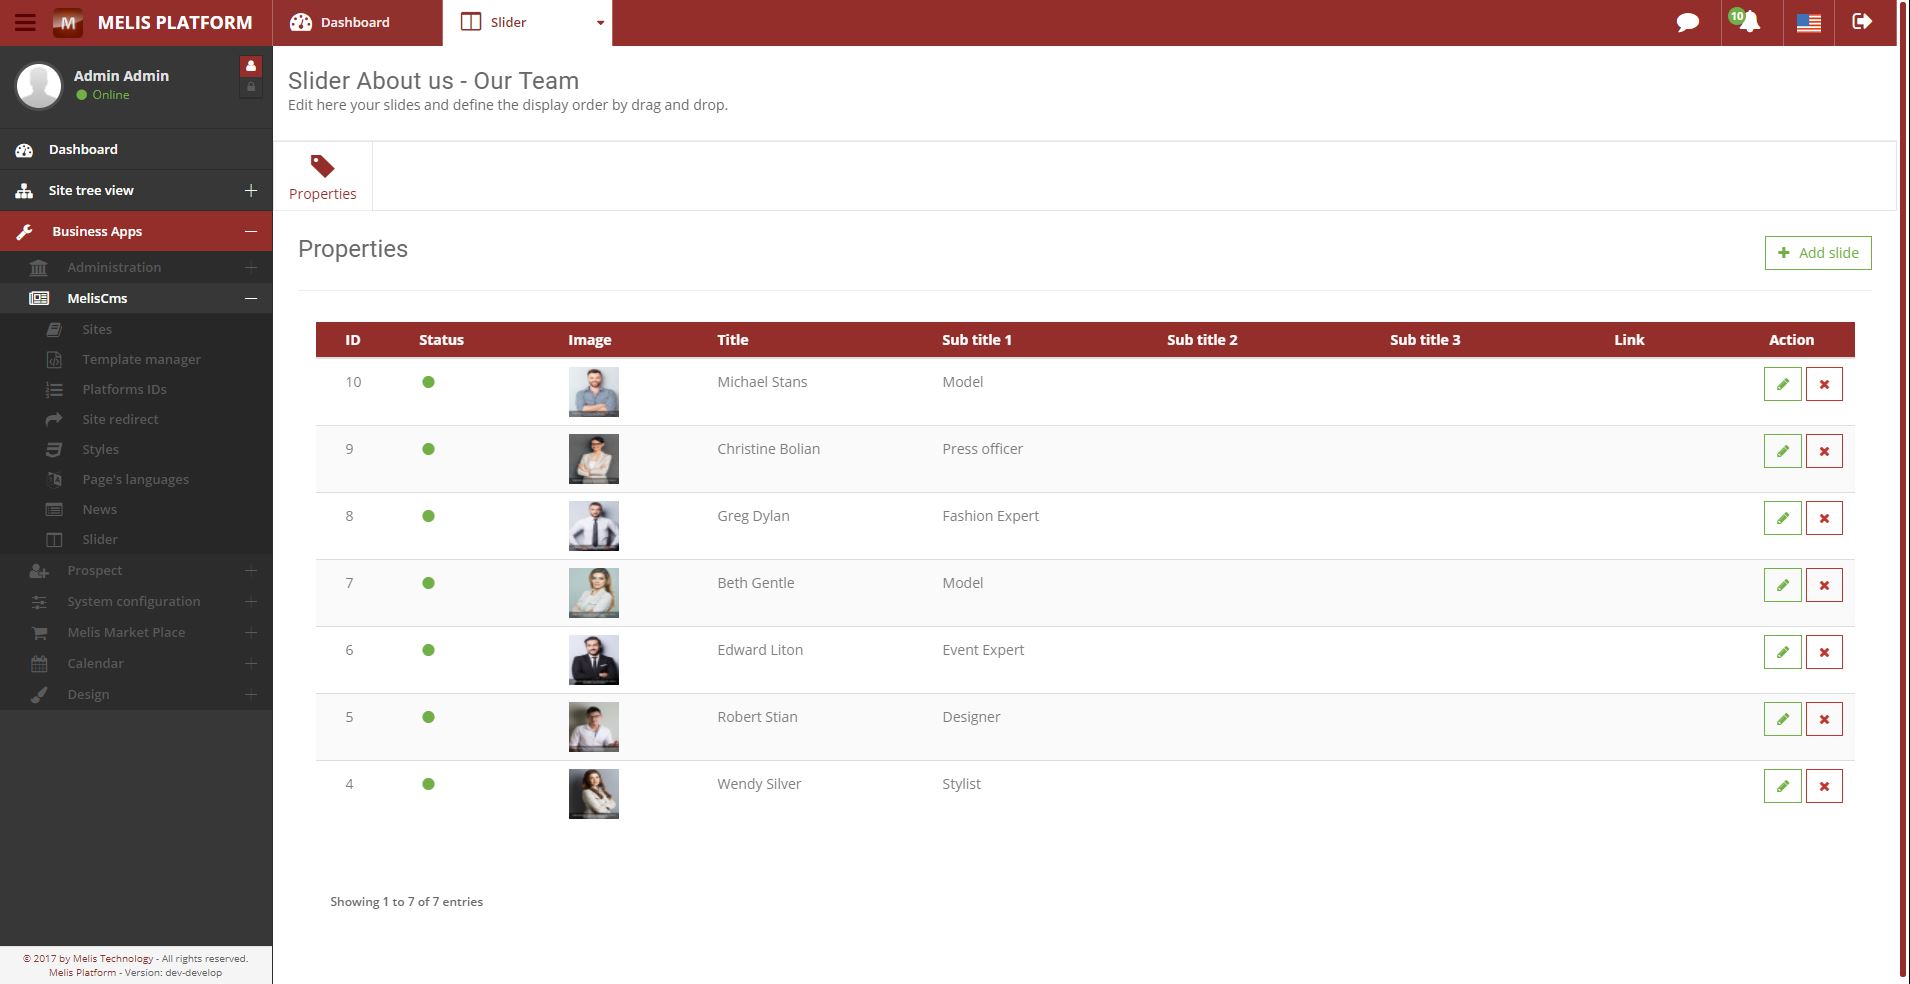 M MELIS PLATFORM
Dashboard
Slider
10
Admin Admin
Online
Dashboard
Site tree view
Business Apps
Administration
MelisCms
Sites
Template manager
Platforms IDs
Site redirect
Styles
Page's languages
News
Slider
Prospect
System configuration
Melis Market Place
Calendar
Design
© 2017 by Melis Technology - All rights reserved.
Melis Platform - Version: dev-develop
Slider About us - Our Team
Edit here your slides and define the display order by drag and drop.
Properties
Properties
Add slide
ID Status Image Title Sub title 1 Sub title 2 Sub title 3 Link Action
10 Michael Stans Model
9 Christine Bolian Press officer
8 Greg Dylan Fashion Expert
7 Beth Gentle Model
6 Edward Liton Event Expert
5 Robert Stian Designer
4 Wendy Silver Stylist
Showing 1 to 7 of 7 entries